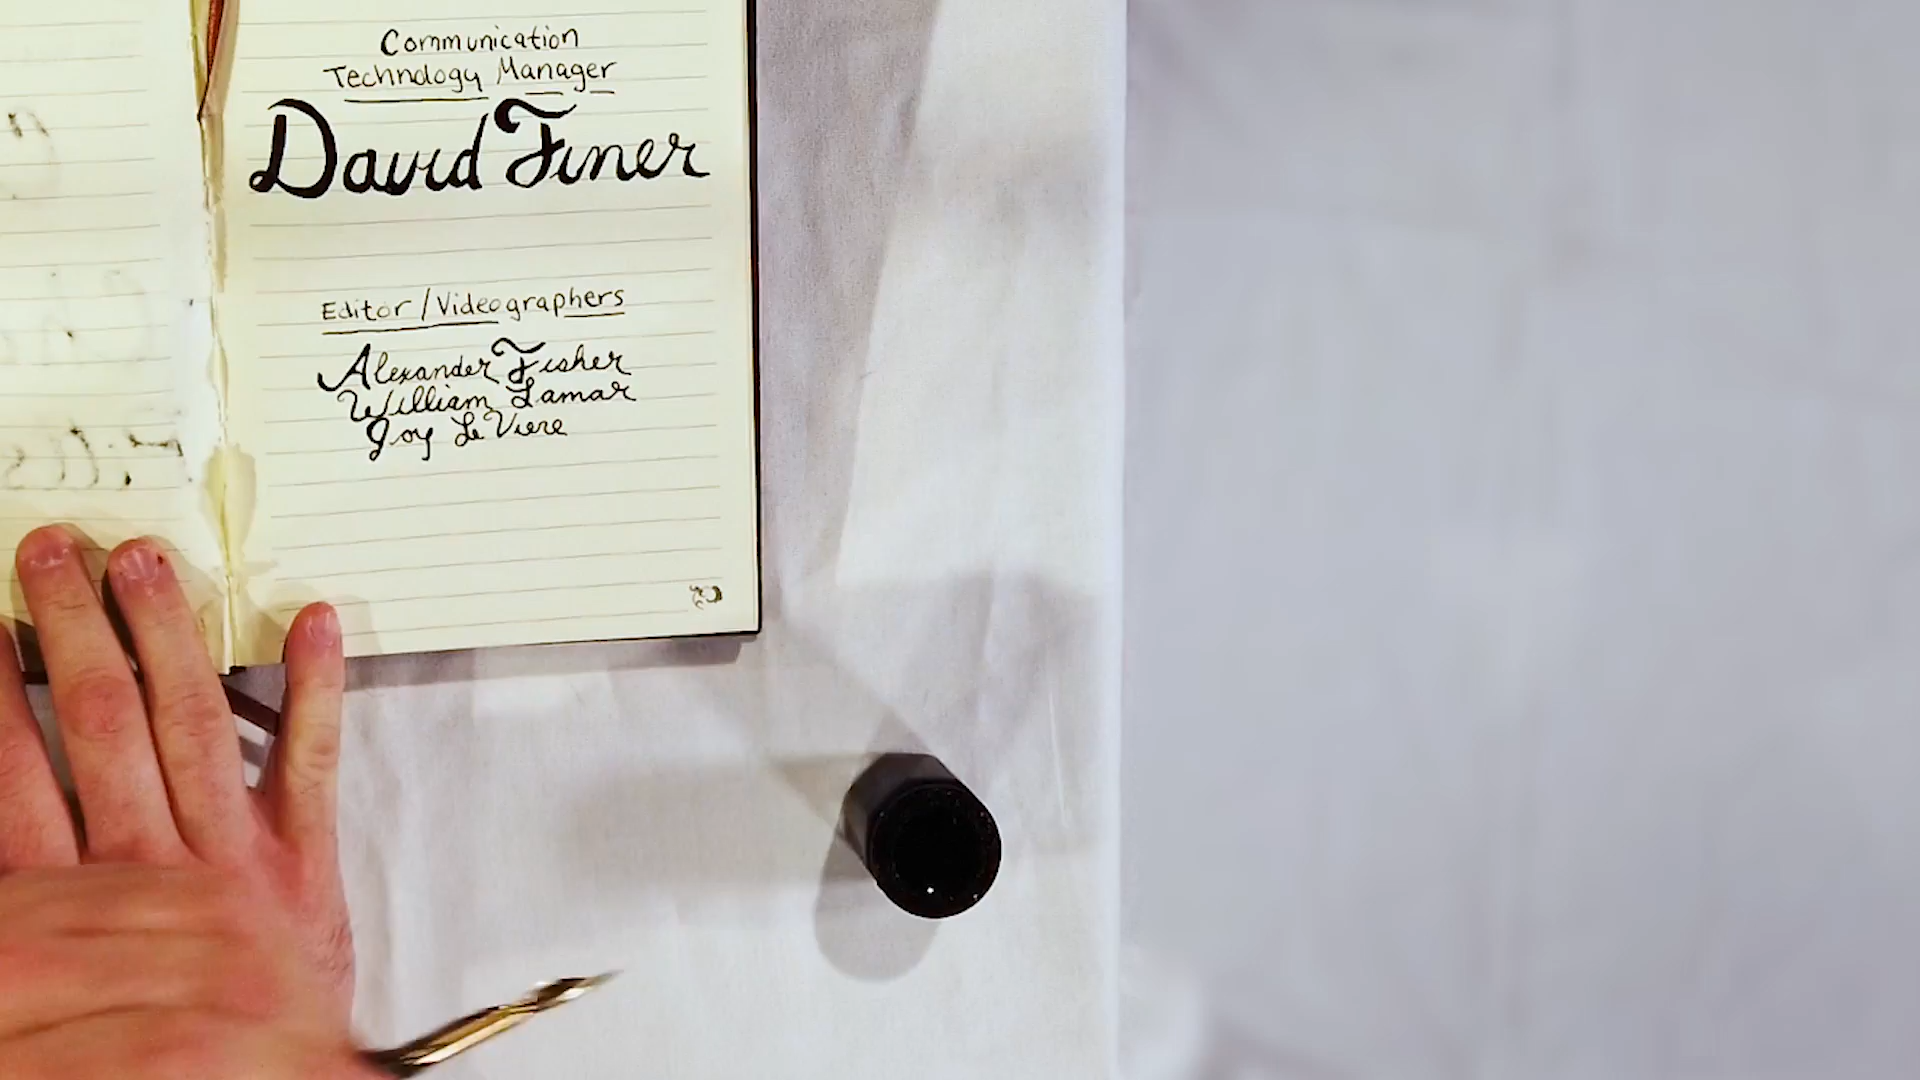 Communication
Technology Manager
David Finer
Editor/Videographers
Alexander Fisher
William Lamar
Joy LeViere